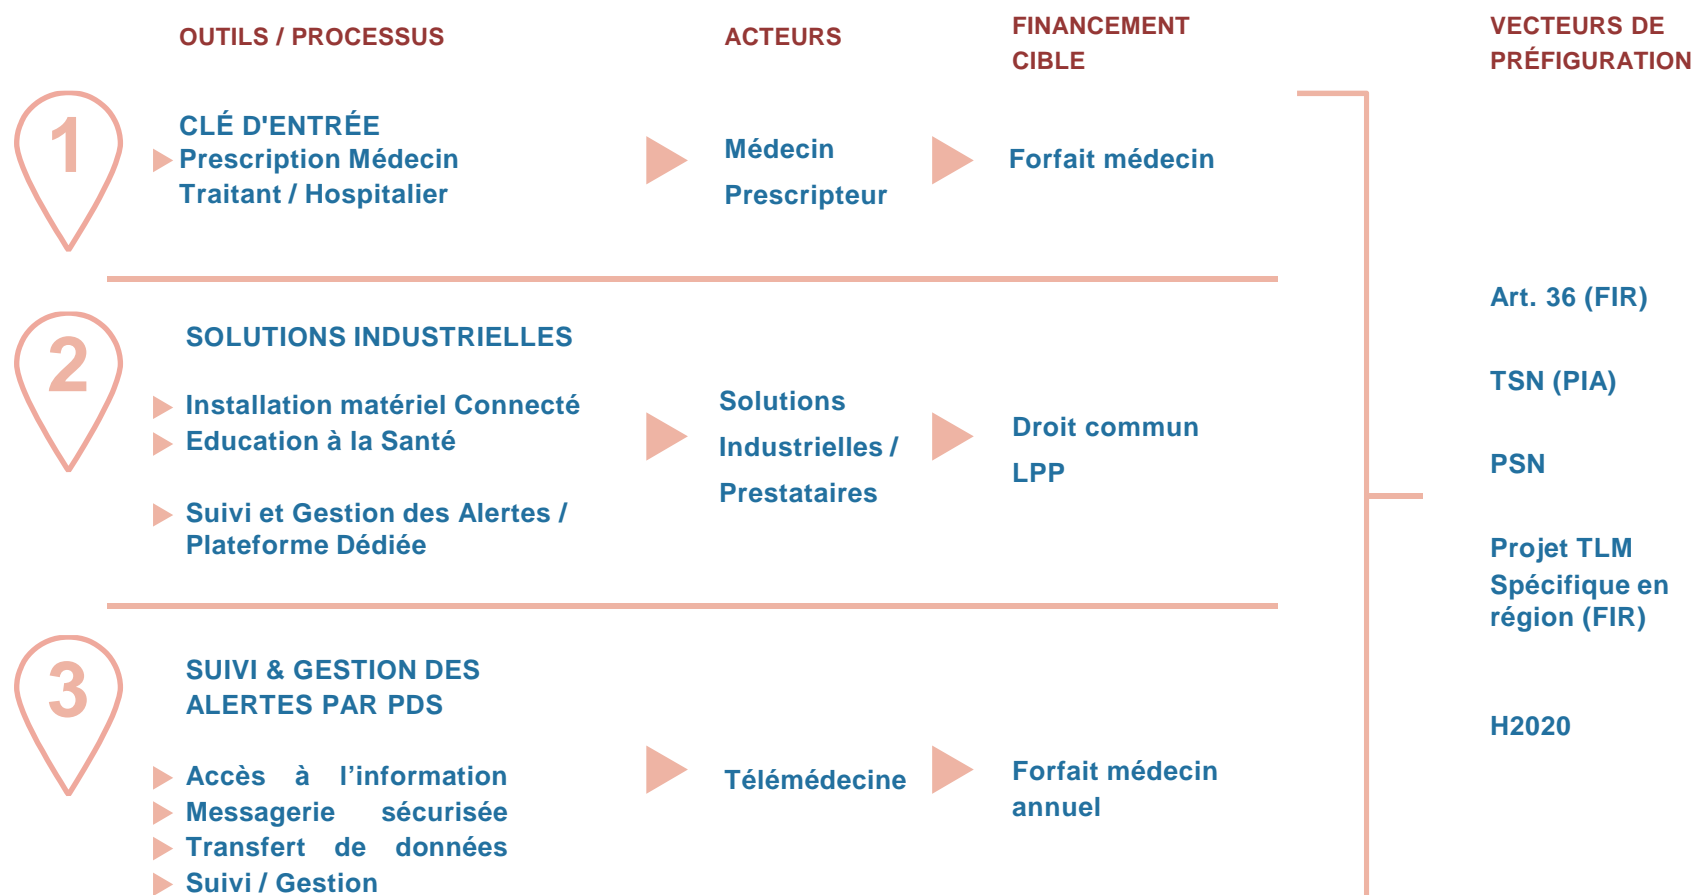 OUTILS / PROCESSUS
ACTEURS
FINANCEMENT
CIBLE
VECTEURS DE
PRÉFIGURATION
1
CLÉ D'ENTRÉE
Prescription Médecin
Traitant / Hospitalier
Médecin
Prescripteur
Forfait médecin
2
SOLUTIONS INDUSTRIELLES
Installation matériel Connecté
Education à la Santé
Suivi et Gestion des Alertes /
Plateforme Dédiée
Solutions
Industrielles /
Prestataires
Droit commun
LPP
3
SUIVI & GESTION DES
ALERTES PAR PDS
Accès à l’information
Messagerie sécurisée
Transfert de données
Suivi / Gestion
Télémédecine
Forfait médecin
annuel
Art. 36 (FIR)
TSN (PIA)
PSN
Projet TLM
Spécifique en
région (FIR)
H2020